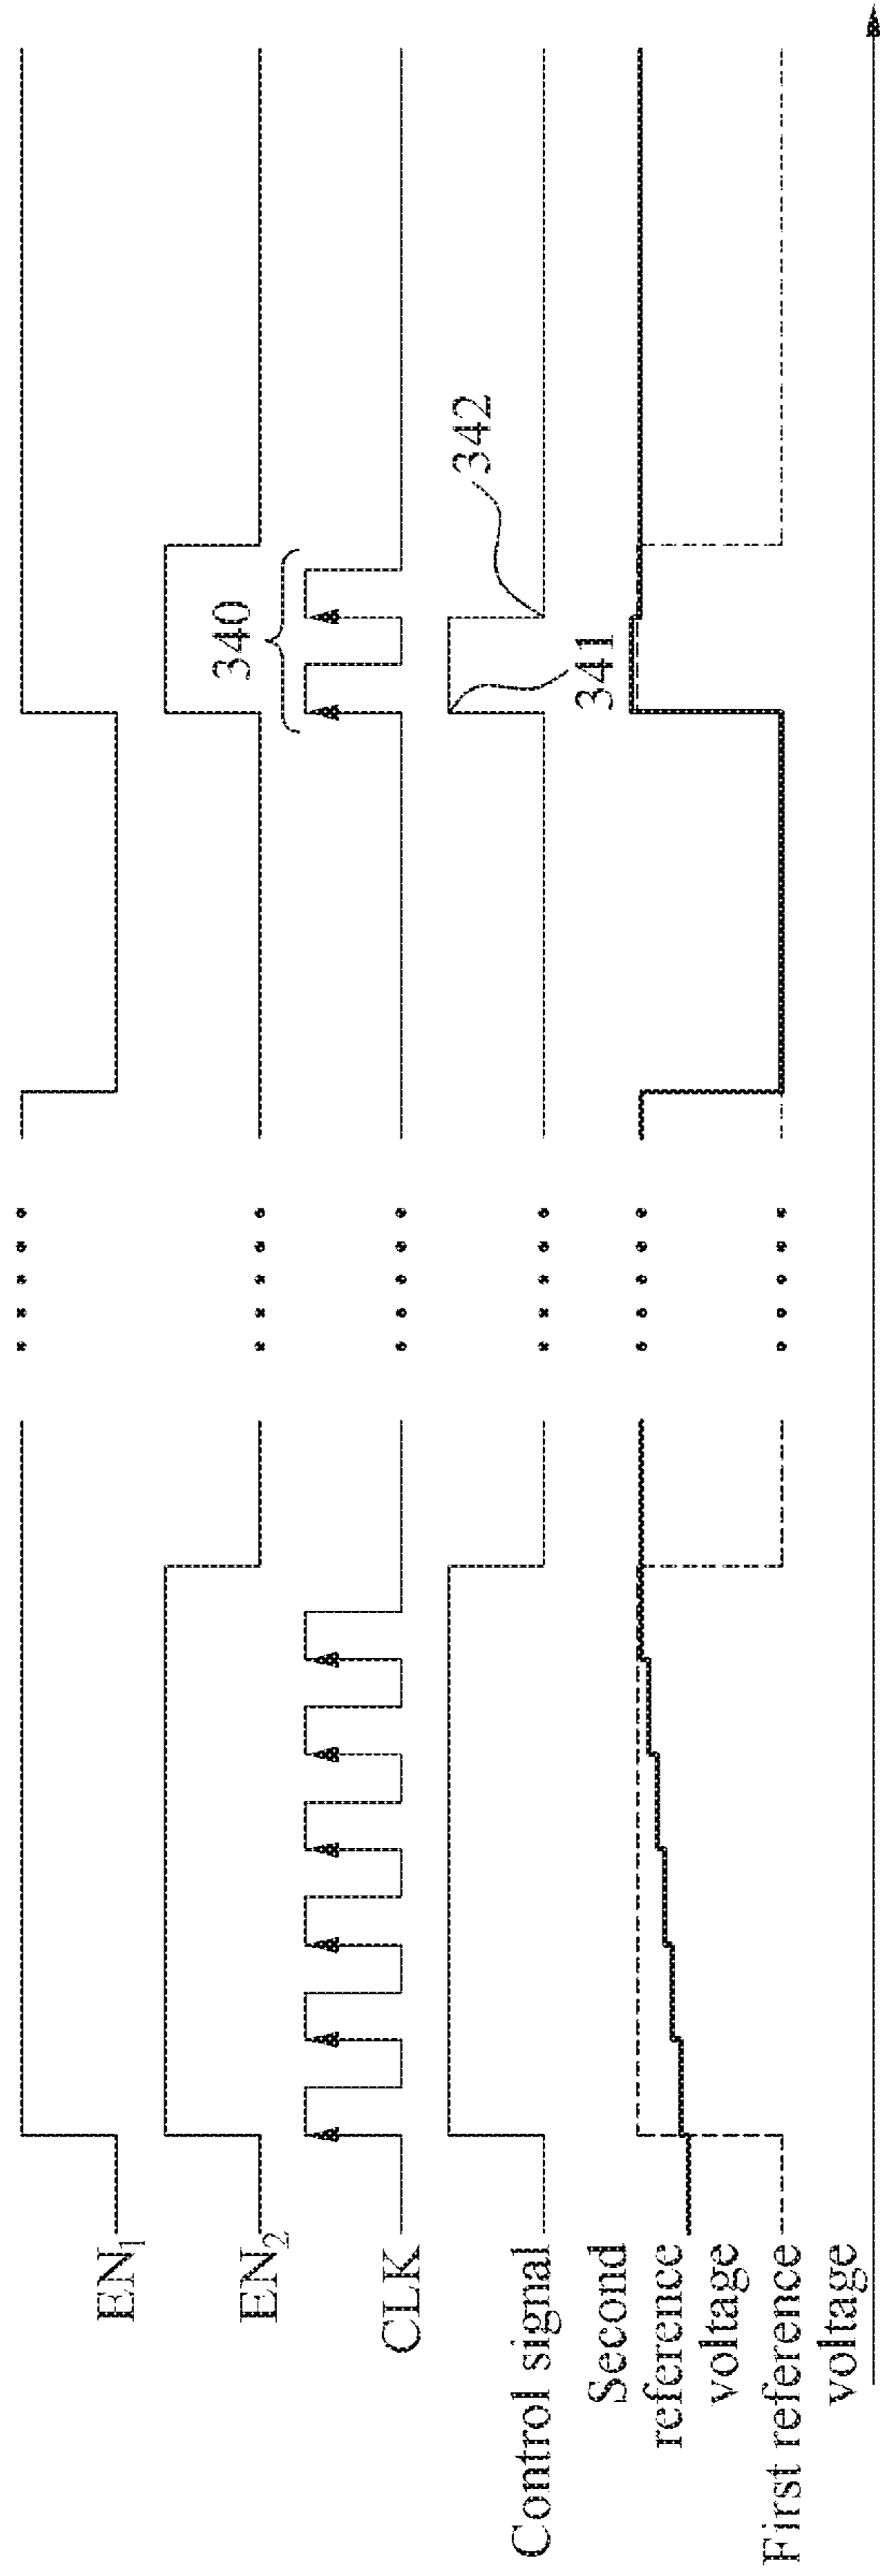 EN1
EN2
CLK
Control signal
Second
reference
voltage
First reference
voltage
340
341
342